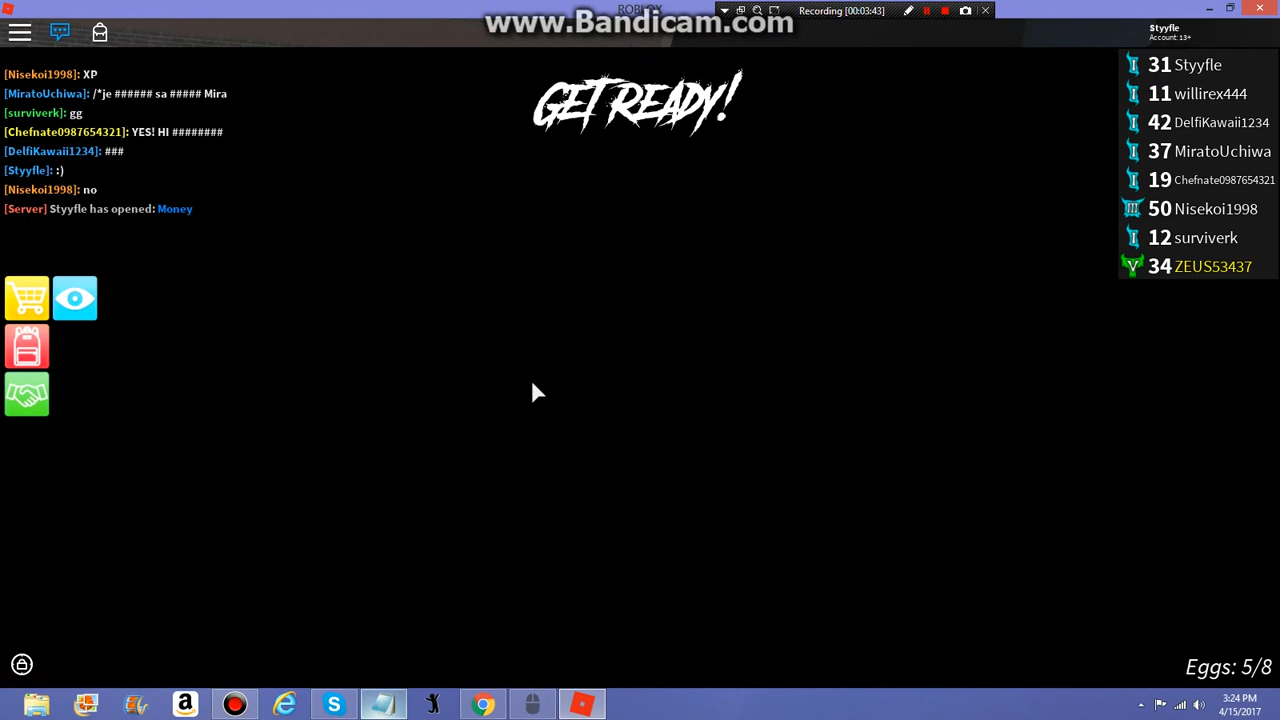 ROBLOX
www.Bandicam.com
Recording [00:03:43]
Styyfle
Account: 13+
[Nisekoi1998]: XP
[MiratoUchiwa]: /*je ###### sa ##### Mira
[surviverk]: gg
[Chefnate0987654321]: YES! HI ########
[DelfiKawaii1234]: ###
[Styyfle]: :)
[Nisekoi1998]: no
[Server] Styyfle has opened: Money
GET READY!
I 31 Styyfle
I 11 willirex444
I 42 DelfiKawaii1234
I 37 MiratoUchiwa
I 19 Chefnate0987654321
III 50 Nisekoi1998
I 12 surviverk
V 34 ZEUS53437
Eggs: 5/8
3:24 PM
4/15/2017